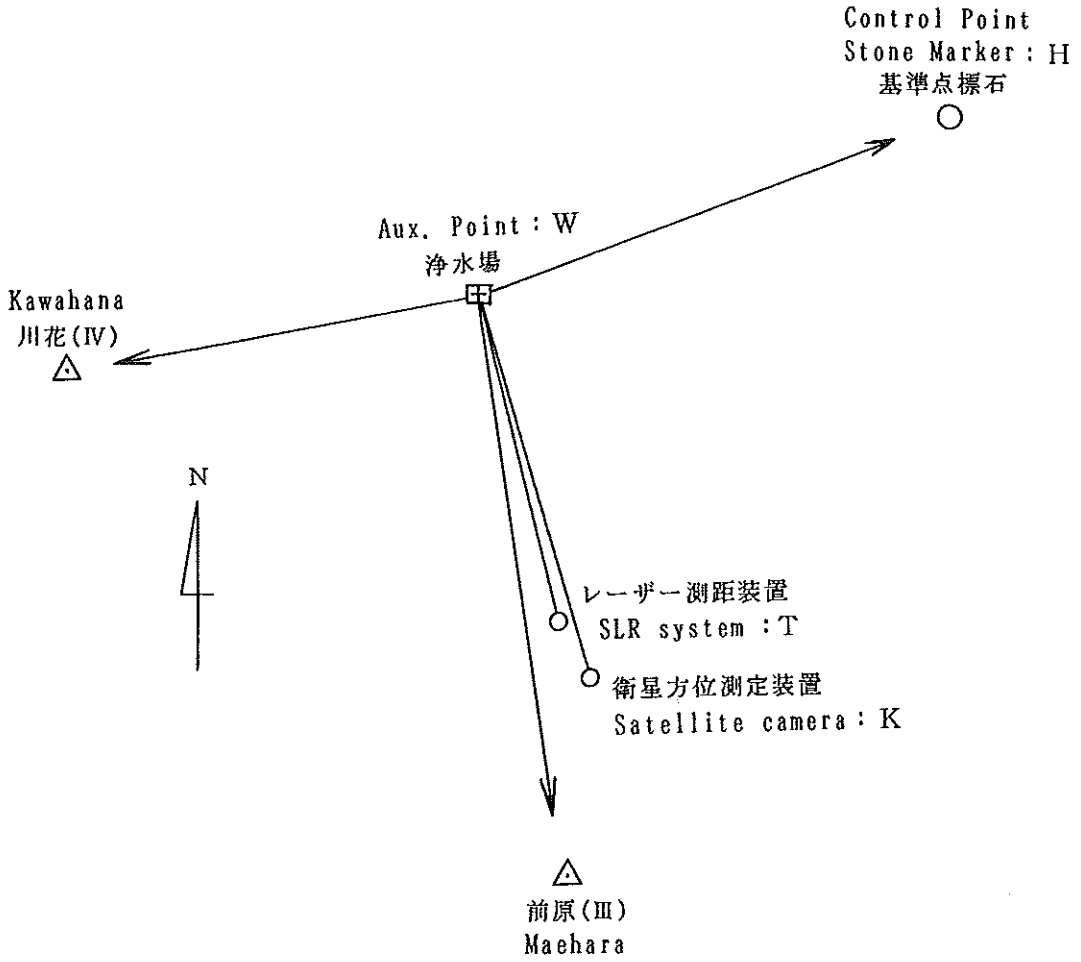 Control Point
Stone Marker : H
基準点標石
Aux. Point : W
浄水場
Kawahana
川花(Ⅳ)
N
レーザー測距装置
SLR system : T
衛星方位測定装置
Satellite camera : K
前原(Ⅲ)
Maehara